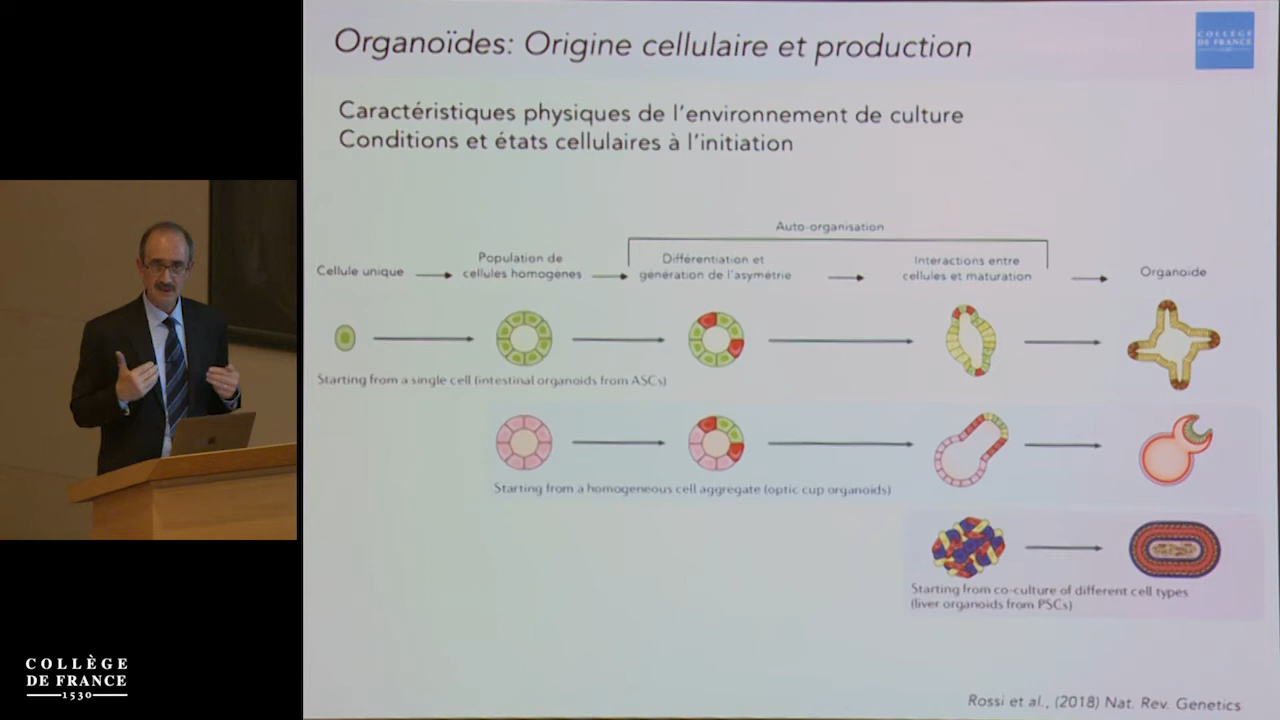 Organoïdes: Origine cellulaire et production
COLLÈGE
DE FRANCE
1530
Caractéristiques physiques de l'environnement de culture
Conditions et états cellulaires à l'initiation
Auto-organisation
Cellule unique
Population de
cellules homogènes
Différentiation et
génération de l'asymétrie
Interactions entre
cellules et maturation
Organoide
Starting from a single cell (intestinal organoids from ASCs)
Starting from a homogeneous cell aggregate (optic cup organoids)
Starting from co-culture of different cell types
(liver organoids from PSCs)
Rossi et al., (2018) Nat. Rev. Genetics
COLLÈGE
DE FRANCE
1530